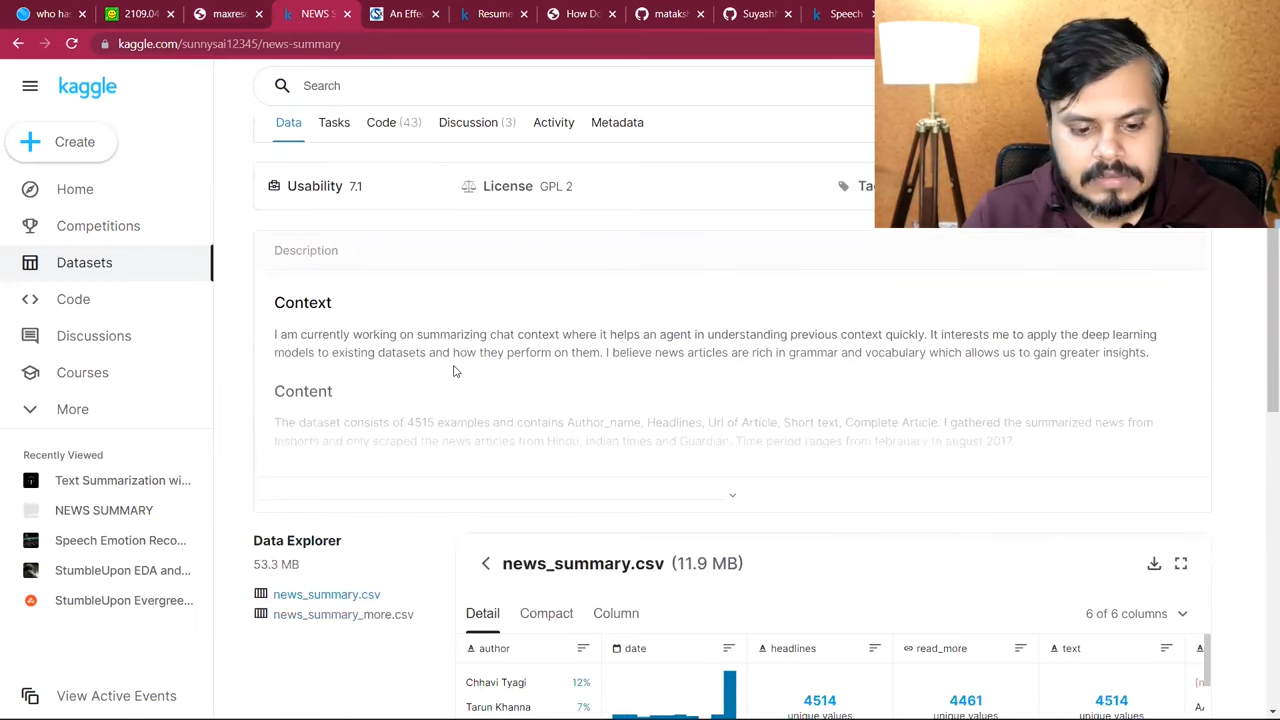 who has
2109.04
maxresc
NEWS S
An Effec
Resume
How Do
mataksh
Suyashh
Speech
kaggle.com/sunnysai12345/news-summary
kaggle
Search
Data Tasks Code (43) Discussion (3) Activity Metadata
Create
Usability 7.1 License GPL 2
Home
Competitions
Description
Datasets
Context
Code
I am currently working on summarizing chat context where it helps an agent in understanding previous context quickly. It interests me to apply the deep learning
models to existing datasets and how they perform on them. I believe news articles are rich in grammar and vocabulary which allows us to gain greater insights.
Discussions
Courses
Content
More
The dataset consists of 4515 examples and contains Author_name, Headlines, Url of Article, Short text, Complete Article. I gathered the summarized news from
Inshorts and only scraped the news articles from Hindu, Indian times and Guardian. Time period ranges from febrauary to august 2017.
Recently Viewed
Text Summarization wi...
NEWS SUMMARY
Speech Emotion Reco...
StumbleUpon EDA and...
StumbleUpon Evergree...
View Active Events
Data Explorer
53.3 MB
news_summary.csv
news_summary_more.csv
news_summary.csv (11.9 MB)
Detail Compact Column 6 of 6 columns
author date headlines read_more text
Chhavi Tyagi 12%
Tarun Khanna 7%
4514 4461 4514
unique values unique values unique values